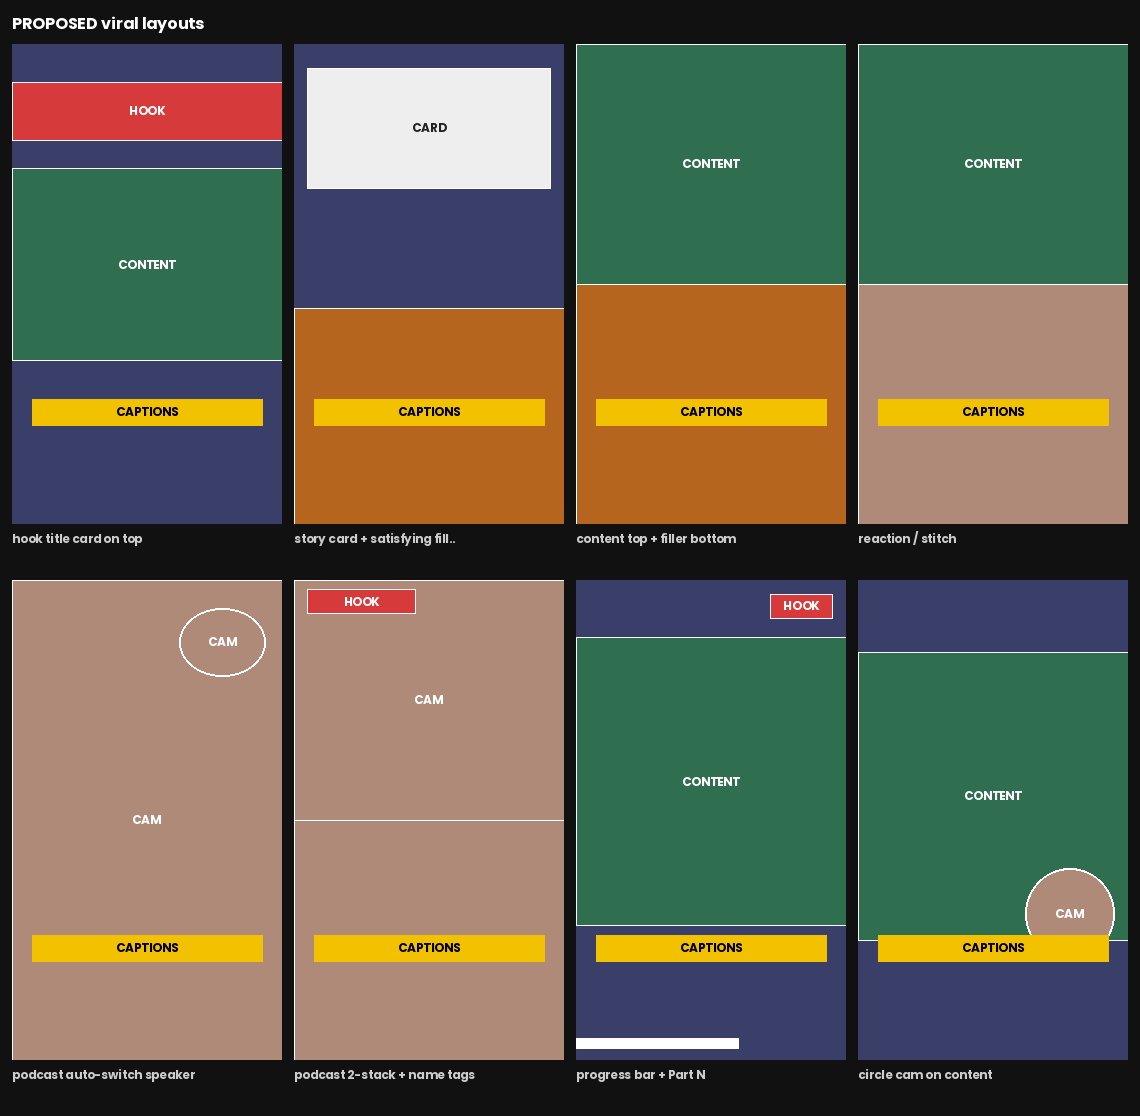 PROPOSED viral layouts
HOOK
CONTENT
CAPTIONS
hook title card on top
CARD
CAPTIONS
story card + satisfying fill..
CONTENT
CAPTIONS
content top + filler bottom
CONTENT
CAPTIONS
reaction / stitch
CAM
CAM
CAPTIONS
podcast auto-switch speaker
HOOK
CAM
CAPTIONS
podcast 2-stack + name tags
HOOK
CONTENT
CAPTIONS
progress bar + Part N
CONTENT
CAM
CAPTIONS
circle cam on content